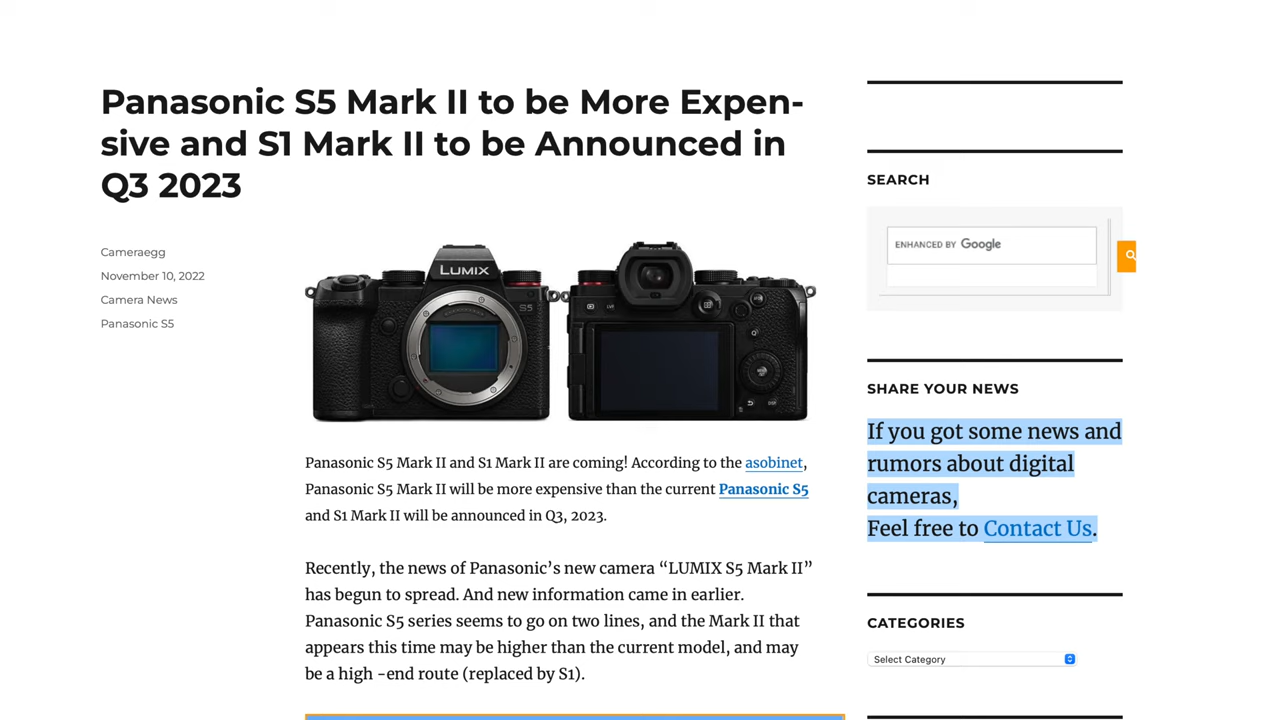 Panasonic S5 Mark II to be More Expen-
sive and S1 Mark II to be Announced in
Q3 2023
Cameraegg
November 10, 2022
Camera News
Panasonic S5
LUMIX
S5
Panasonic S5 Mark II and S1 Mark II are coming! According to the asobinet,
Panasonic S5 Mark II will be more expensive than the current Panasonic S5
and S1 Mark II will be announced in Q3, 2023.
Recently, the news of Panasonic’s new camera “LUMIX S5 Mark II”
has begun to spread. And new information came in earlier.
Panasonic S5 series seems to go on two lines, and the Mark II that
appears this time may be higher than the current model, and may
be a high -end route (replaced by S1).
SEARCH
ENHANCED BY Google
SHARE YOUR NEWS
If you got some news and
rumors about digital
cameras,
Feel free to Contact Us.
CATEGORIES
Select Category